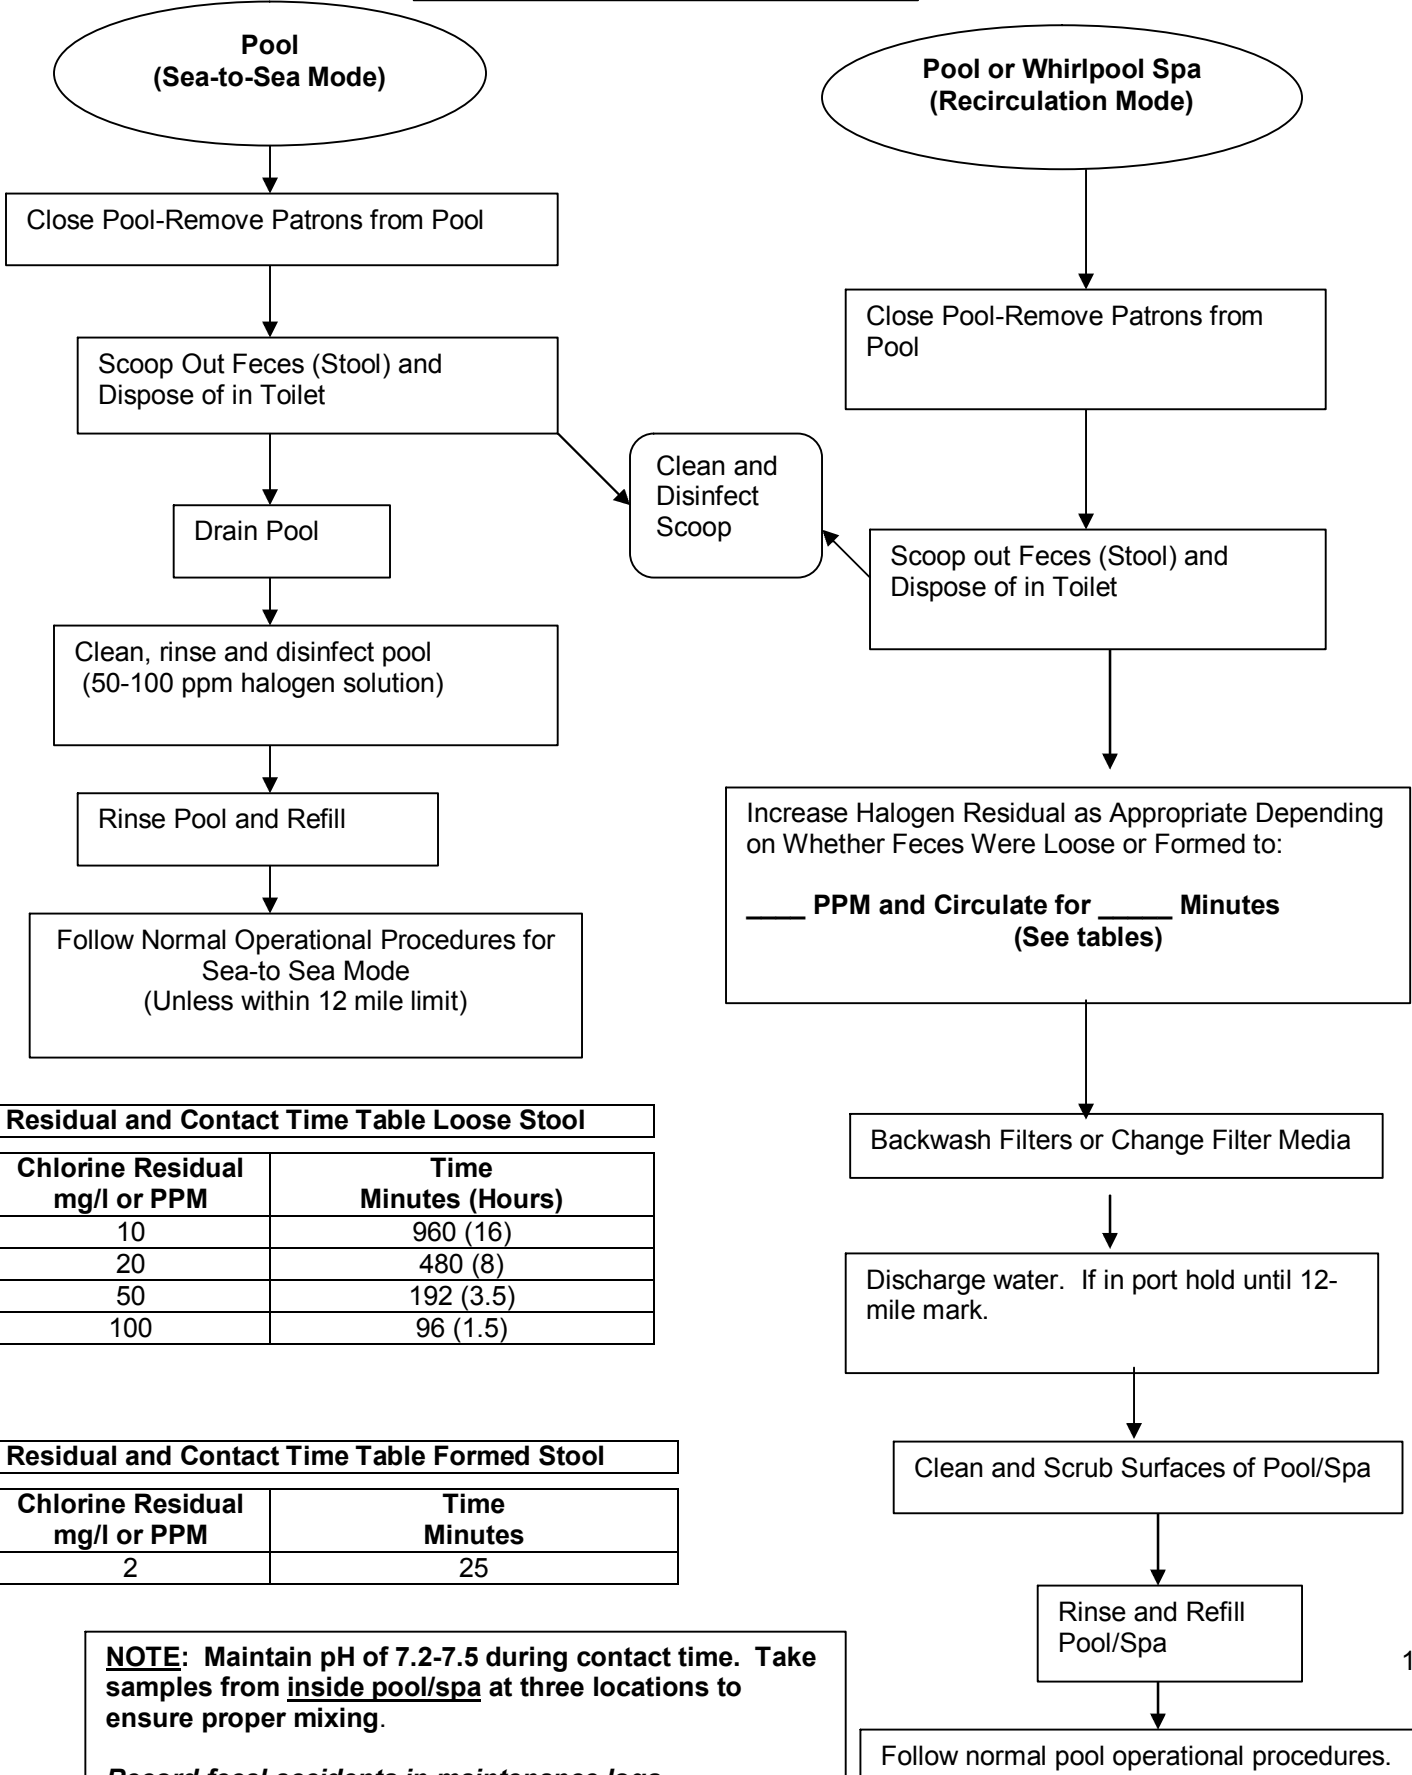 Pool
(Sea-to-Sea Mode)
Close Pool-Remove Patrons from Pool
Scoop Out Feces (Stool) and
Dispose of in Toilet
Clean and
Disinfect
Scoop
Drain Pool
Clean, rinse and disinfect pool
(50-100 ppm halogen solution)
Rinse Pool and Refill
Follow Normal Operational Procedures for
Sea-to Sea Mode
(Unless within 12 mile limit)
Pool or Whirlpool Spa
(Recirculation Mode)
Close Pool-Remove Patrons from
Pool
Scoop out Feces (Stool) and
Dispose of in Toilet
Increase Halogen Residual as Appropriate Depending
on Whether Feces Were Loose or Formed to:
____ PPM and Circulate for _____ Minutes
(See tables)
Backwash Filters or Change Filter Media
Discharge water.  If in port hold until 12-
mile mark.
Clean and Scrub Surfaces of Pool/Spa
Rinse and Refill
Pool/Spa
Follow normal pool operational procedures.
Residual and Contact Time Table Loose Stool
Chlorine Residual
mg/l or PPM
Time
Minutes (Hours)
10 960 (16)
20 480 (8)
50 192 (3.5)
100 96 (1.5)
Residual and Contact Time Table Formed Stool
Chlorine Residual
mg/l or PPM
Time
Minutes
2 25
NOTE:  Maintain pH of 7.2-7.5 during contact time.  Take
samples from inside pool/spa at three locations to
ensure proper mixing.
Record fecal accidents in maintenance logs
1